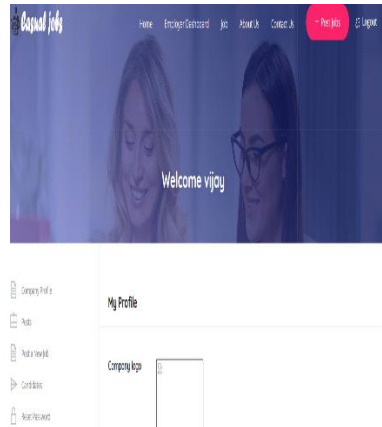 Casual jobs
Home Employer Dashboard Job About Us Contact Us Post Jobs Logout
Welcome vijay
Company Profile
My Profile
Posts
Post a New Job
Company logo
Candidates
Reset Password